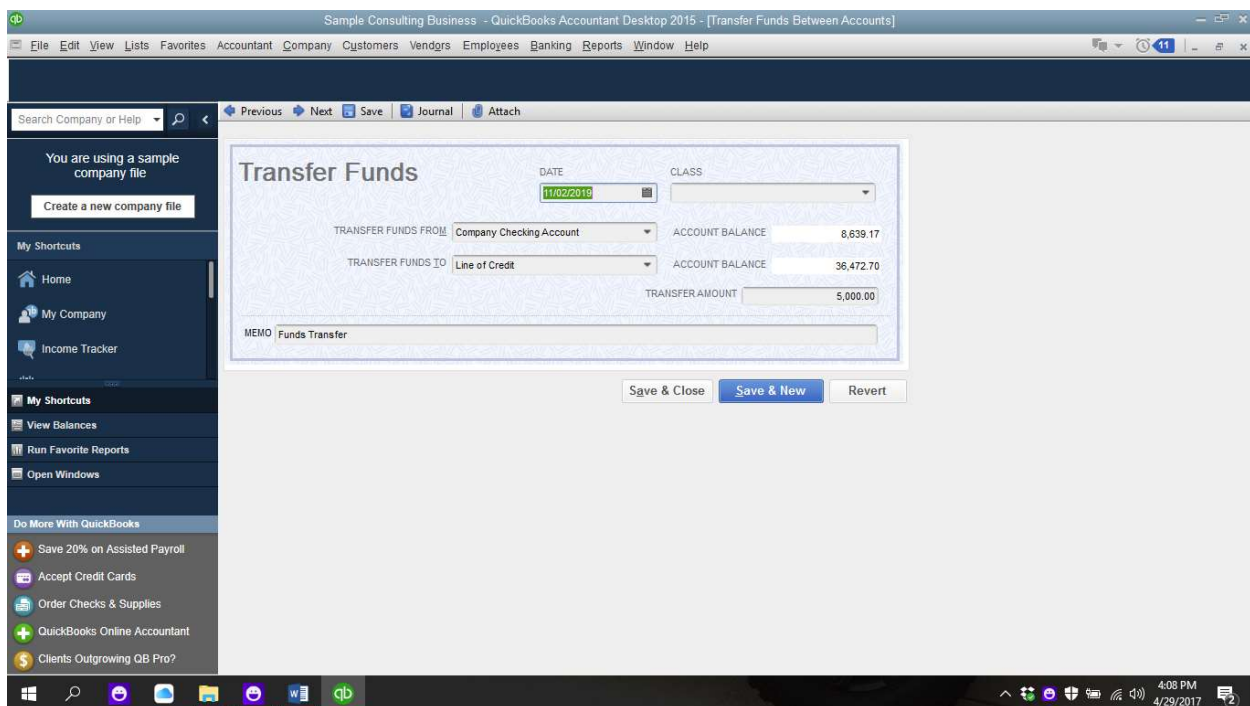 qb Sample Consulting Business - QuickBooks Accountant Desktop 2015 - [Transfer Funds Between Accounts]
File Edit View Lists Favorites Accountant Company Customers Vendors Employees Banking Reports Window Help 11
Search Company or Help
Previous Next Save Journal Attach
You are using a sample
company file
Create a new company file
My Shortcuts
Home
My Company
Income Tracker
My Shortcuts
View Balances
Run Favorite Reports
Open Windows
Do More With QuickBooks
Save 20% on Assisted Payroll
Accept Credit Cards
Order Checks & Supplies
QuickBooks Online Accountant
$ Clients Outgrowing QB Pro?
Transfer Funds
DATE
11/02/2019
CLASS
TRANSFER FUNDS FROM Company Checking Account ACCOUNT BALANCE 8,639.17
TRANSFER FUNDS TO Line of Credit ACCOUNT BALANCE 36,472.70
TRANSFER AMOUNT 5,000.00
MEMO Funds Transfer
Save & Close Save & New Revert
W qb
4:08 PM
4/29/2017
2